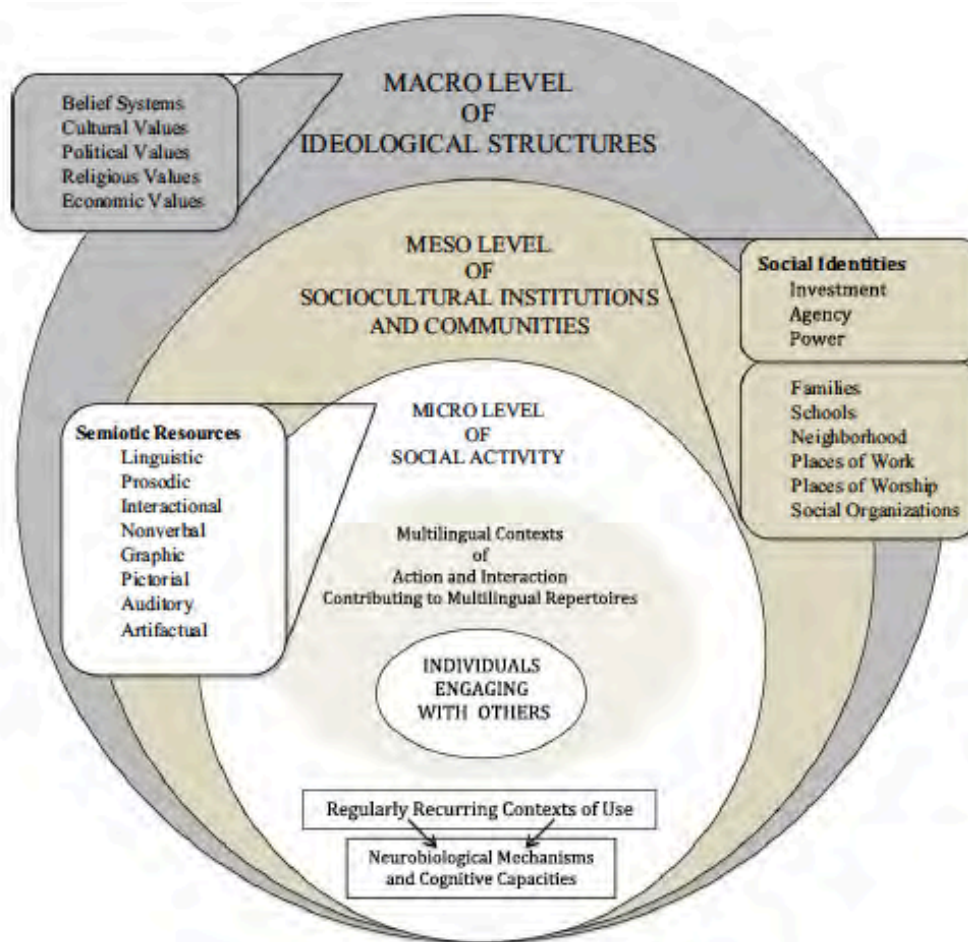 MACRO LEVEL
OF
IDEOLOGICAL STRUCTURES
Belief Systems
Cultural Values
Political Values
Religious Values
Economic Values
MESO LEVEL
OF
SOCIOCULTURAL INSTITUTIONS
AND COMMUNITIES
Social Identities
Investment
Agency
Power
Families
Schools
Neighborhood
Places of Work
Places of Worship
Social Organizations
MICRO LEVEL
OF
SOCIAL ACTIVITY
Semiotic Resources
Linguistic
Prosodic
Interactional
Nonverbal
Graphic
Pictorial
Auditory
Artifactual
Multilingual Contexts
of
Action and Interaction
Contributing to Multilingual Repertoires
INDIVIDUALS
ENGAGING
WITH OTHERS
Regularly Recurring Contexts of Use
Neurobiological Mechanisms
and Cognitive Capacities